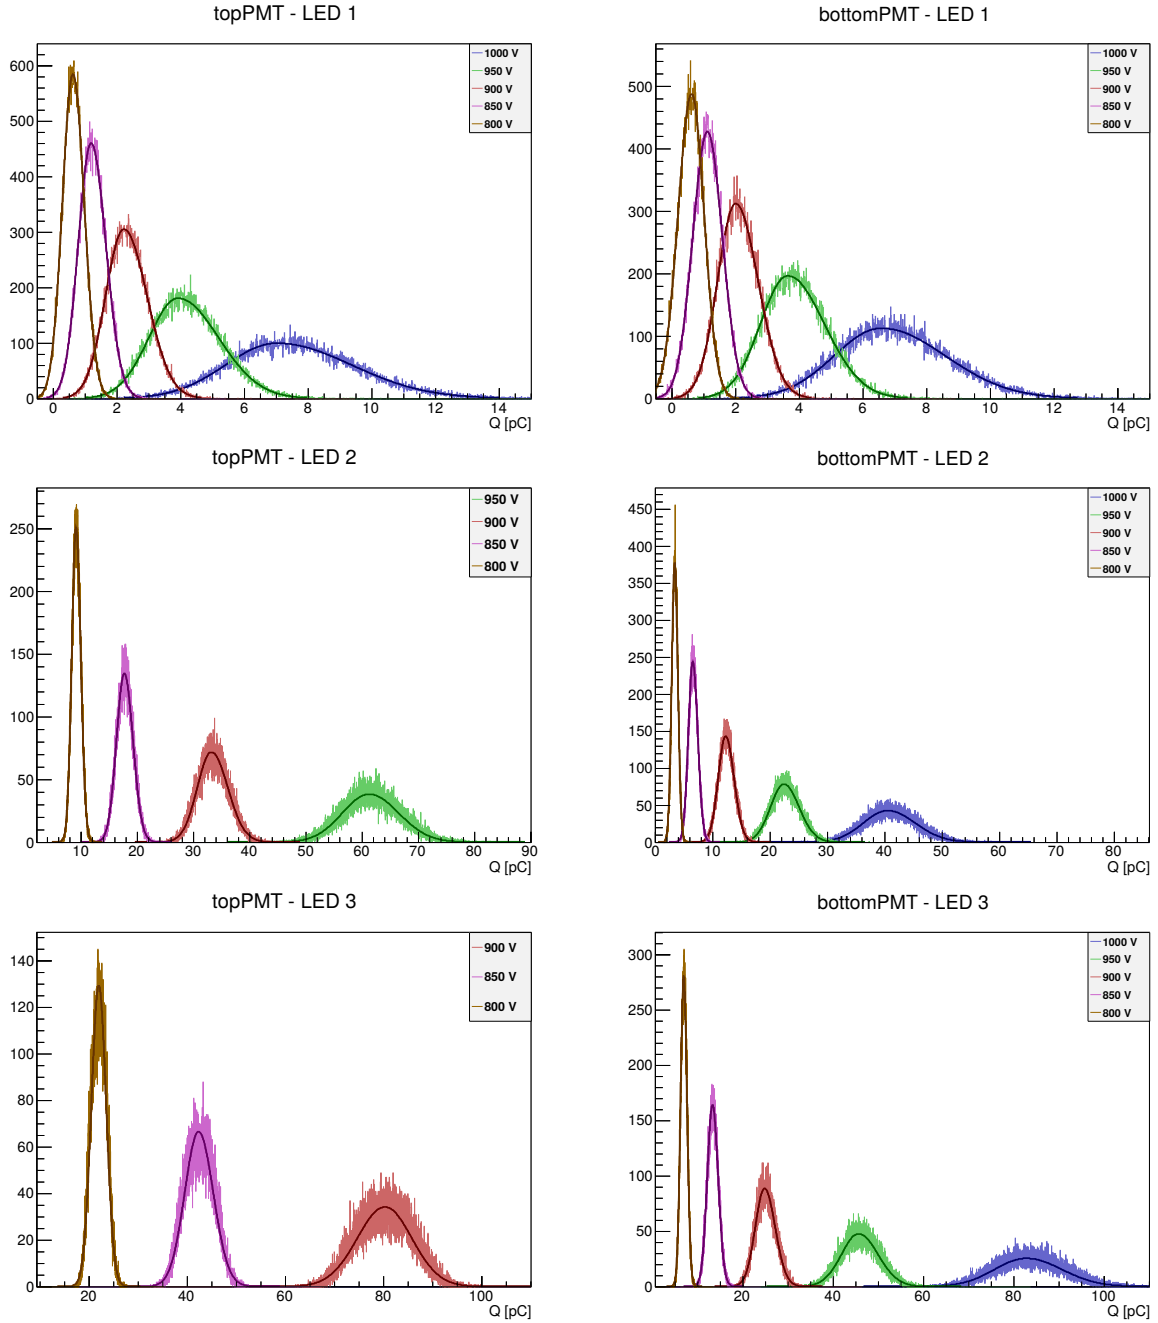 topPMT - LED 1
600
500
400
300
200
100
0
1000 V
950 V
900 V
850 V
800 V
0 2 4 6 8 10 12 14
Q [pC]
bottomPMT - LED 1
500
400
300
200
100
0
1000 V
950 V
900 V
850 V
800 V
0 2 4 6 8 10 12 14
Q [pC]
topPMT - LED 2
250
200
150
100
50
0
950 V
900 V
850 V
800 V
10 20 30 40 50 60 70 80 90
Q [pC]
bottomPMT - LED 2
450
400
350
300
250
200
150
100
50
0
1000 V
950 V
900 V
850 V
800 V
0 10 20 30 40 50 60 70 80
Q [pC]
topPMT - LED 3
140
120
100
80
60
40
20
0
900 V
850 V
800 V
20 40 60 80 100
Q [pC]
bottomPMT - LED 3
300
250
200
150
100
50
0
1000 V
950 V
900 V
850 V
800 V
20 40 60 80 100
Q [pC]